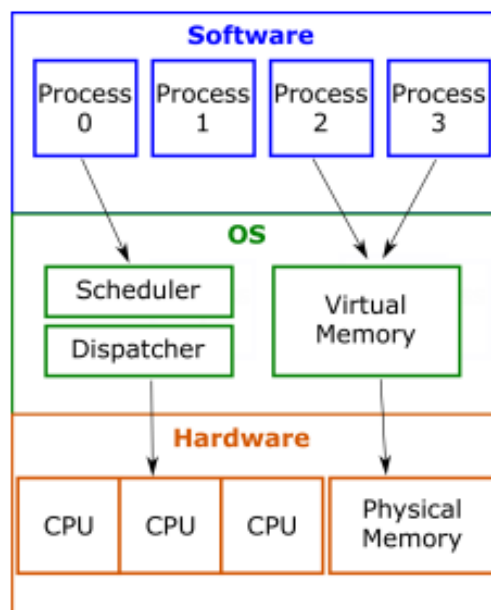 Software
Process
0
Process
1
Process
2
Process
3
OS
Scheduler
Dispatcher
Virtual
Memory
Hardware
CPU
CPU
CPU
Physical
Memory